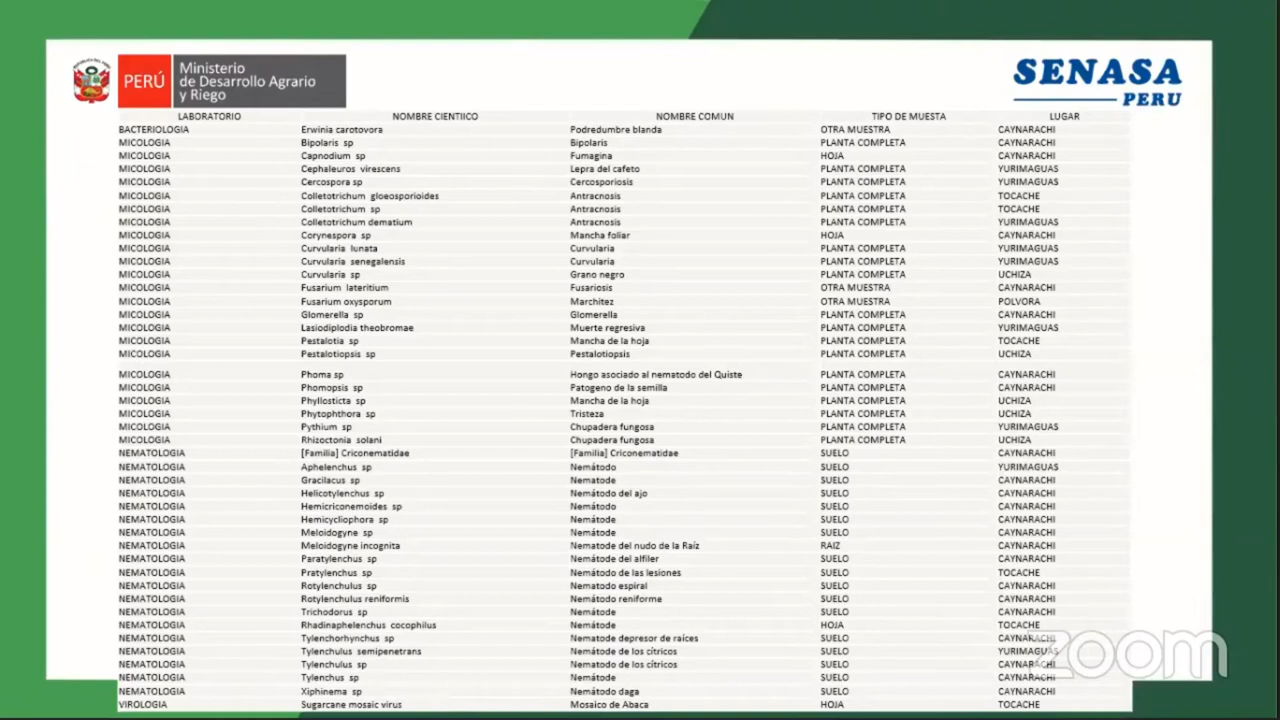 PERÚ
Ministerio
de Desarrollo Agrario
y Riego
SENASA
PERU
LABORATORIO NOMBRE CIENTIICO NOMBRE COMUN TIPO DE MUESTA LUGAR
BACTERIOLOGIA Erwinia carotovora Podredumbre blanda OTRA MUESTRA CAYNARACHI
MICOLOGIA Bipolaris sp Bipolaris PLANTA COMPLETA CAYNARACHI
MICOLOGIA Capnodium sp Fumagina HOJA CAYNARACHI
MICOLOGIA Cephaleuros virescens Lepra del cafeto PLANTA COMPLETA YURIMAGUAS
MICOLOGIA Cercospora sp Cercosporiosis PLANTA COMPLETA YURIMAGUAS
MICOLOGIA Colletotrichum gloeosporioides Antracnosis PLANTA COMPLETA TOCACHE
MICOLOGIA Colletotrichum sp Antracnosis PLANTA COMPLETA TOCACHE
MICOLOGIA Colletotrichum dematium Antracnosis PLANTA COMPLETA YURIMAGUAS
MICOLOGIA Corynespora sp Mancha foliar HOJA CAYNARACHI
MICOLOGIA Curvularia lunata Curvularia PLANTA COMPLETA YURIMAGUAS
MICOLOGIA Curvularia senegalensis Curvularia PLANTA COMPLETA YURIMAGUAS
MICOLOGIA Curvularia sp Grano negro PLANTA COMPLETA UCHIZA
MICOLOGIA Fusarium lateritium Fusariosis OTRA MUESTRA CAYNARACHI
MICOLOGIA Fusarium oxysporum Marchitez OTRA MUESTRA POLVORA
MICOLOGIA Glomerella sp Glomerella PLANTA COMPLETA CAYNARACHI
MICOLOGIA Lasiodiplodia theobromae Muerte regresiva PLANTA COMPLETA YURIMAGUAS
MICOLOGIA Pestalotia sp Mancha de la hoja PLANTA COMPLETA TOCACHE
MICOLOGIA Pestalotiopsis sp Pestalotiopsis PLANTA COMPLETA UCHIZA
MICOLOGIA Phoma sp Hongo asociado al nematodo del Quiste PLANTA COMPLETA CAYNARACHI
MICOLOGIA Phomopsis sp Patogeno de la semilla PLANTA COMPLETA CAYNARACHI
MICOLOGIA Phyllosticta sp Mancha de la hoja PLANTA COMPLETA UCHIZA
MICOLOGIA Phytophthora sp Tristeza PLANTA COMPLETA UCHIZA
MICOLOGIA Pythium sp Chupadera fungosa PLANTA COMPLETA YURIMAGUAS
MICOLOGIA Rhizoctonia solani Chupadera fungosa PLANTA COMPLETA UCHIZA
NEMATOLOGIA [Familia] Criconematidae [Familia] Criconematidae SUELO CAYNARACHI
NEMATOLOGIA Aphelenchus sp Nemátodo SUELO YURIMAGUAS
NEMATOLOGIA Gracilacus sp Nematode SUELO CAYNARACHI
NEMATOLOGIA Helicotylenchus sp Nemátodo del ajo SUELO CAYNARACHI
NEMATOLOGIA Hemicriconemoides sp Nemátodo SUELO CAYNARACHI
NEMATOLOGIA Hemicycliophora sp Nemátode SUELO CAYNARACHI
NEMATOLOGIA Meloidogyne sp Nemátode SUELO CAYNARACHI
NEMATOLOGIA Meloidogyne incognita Nematode del nudo de la Raíz RAIZ CAYNARACHI
NEMATOLOGIA Paratylenchus sp Nemátode del alfiler SUELO CAYNARACHI
NEMATOLOGIA Pratylenchus sp Nemátodo de las lesiones SUELO TOCACHE
NEMATOLOGIA Rotylenchulus sp Nematodo espiral SUELO CAYNARACHI
NEMATOLOGIA Rotylenchulus reniformis Nemátodo reniforme SUELO CAYNARACHI
NEMATOLOGIA Trichodorus sp Nemátode SUELO CAYNARACHI
NEMATOLOGIA Rhadinaphelenchus cocophilus Nemátode HOJA TOCACHE
NEMATOLOGIA Tylenchorhynchus sp Nematode depresor de raíces SUELO CAYNARACHI
NEMATOLOGIA Tylenchulus semipenetrans Nemátode de los cítricos SUELO YURIMAGUAS
NEMATOLOGIA Tylenchulus sp Nematodo de los cítricos SUELO CAYNARACHI
NEMATOLOGIA Tylenchus sp Nemátode SUELO CAYNARACHI
NEMATOLOGIA Xiphinema sp Nemátodo daga SUELO CAYNARACHI
VIROLOGIA Sugarcane mosaic virus Mosaico de Abaca HOJA TOCACHE
zoom